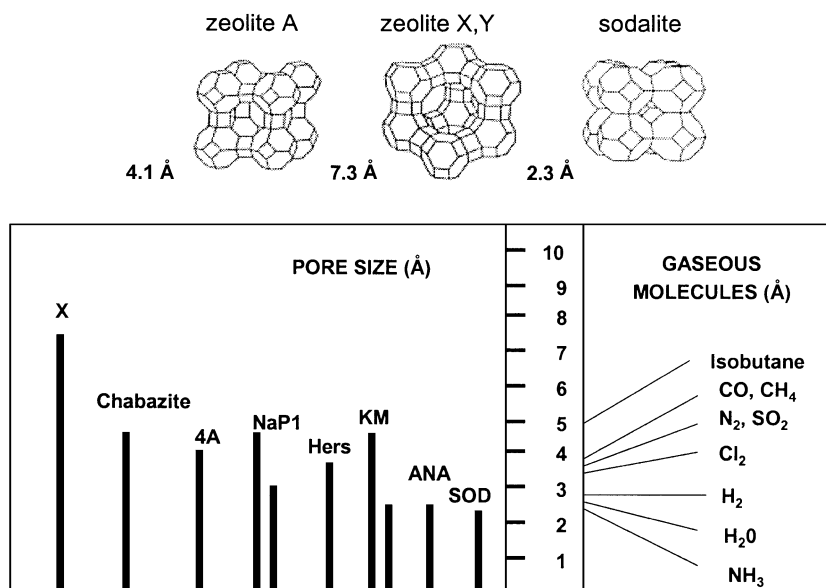 zeolite A
zeolite X,Y
sodalite
4.1 Å
7.3 Å
2.3 Å
PORE SIZE (Å)
GASEOUS
MOLECULES (Å)
X
Chabazite
4A
NaP1
Hers
KM
ANA
SOD
10
9
8
7
6
5
4
3
2
1
Isobutane
CO, CH₄
N₂, SO₂
Cl₂
H₂
H₂0
NH₃